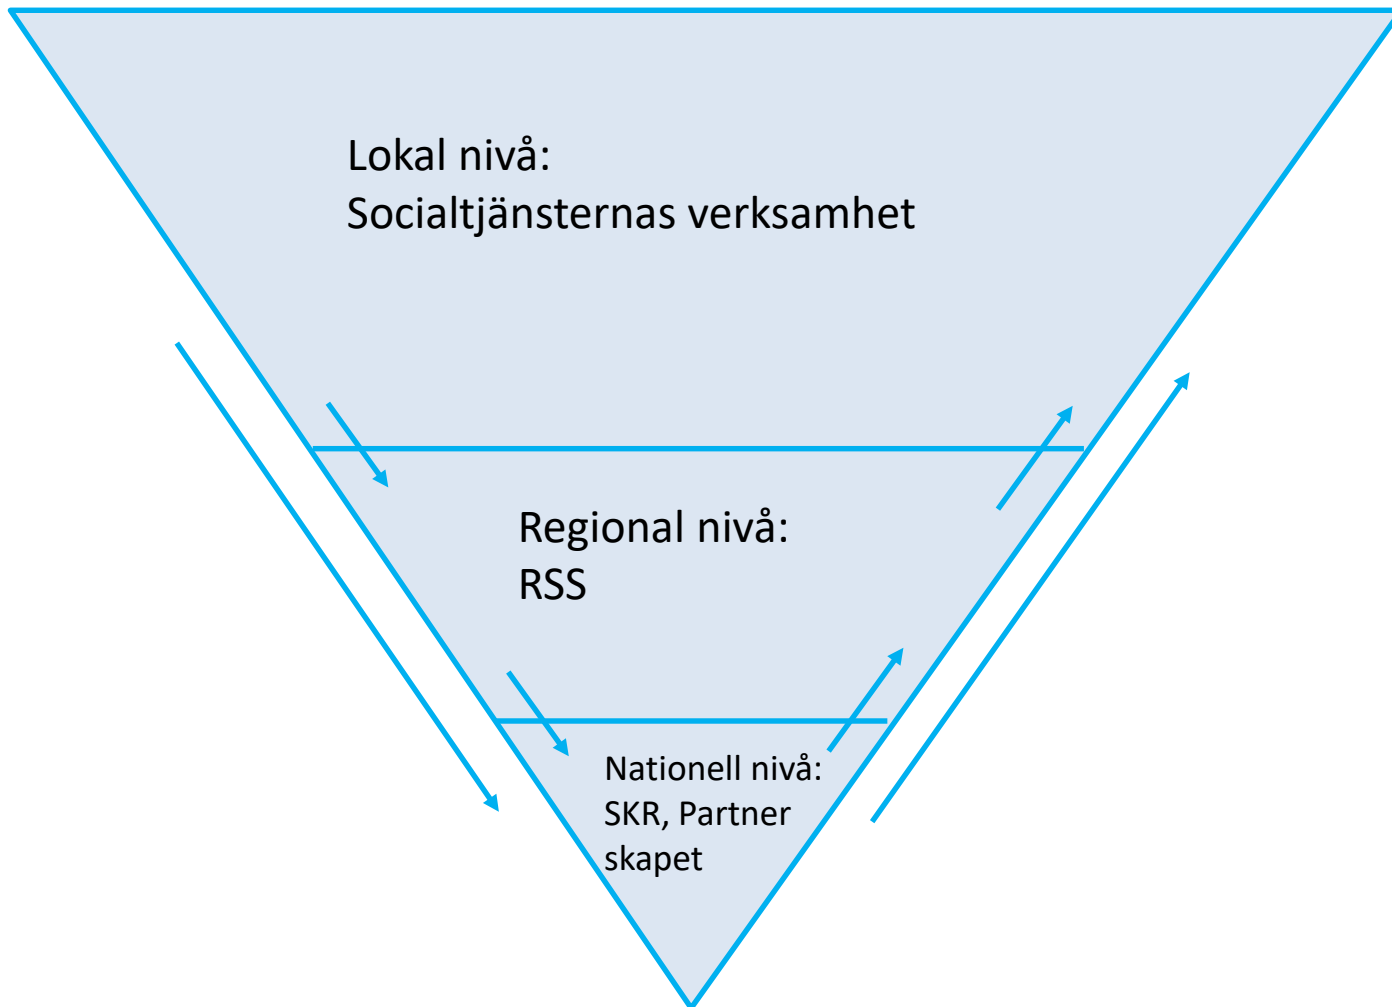 Lokal nivå:
Socialtjänsternas verksamhet
Regional nivå:
RSS
Nationell nivå:
SKR, Partner
skapet